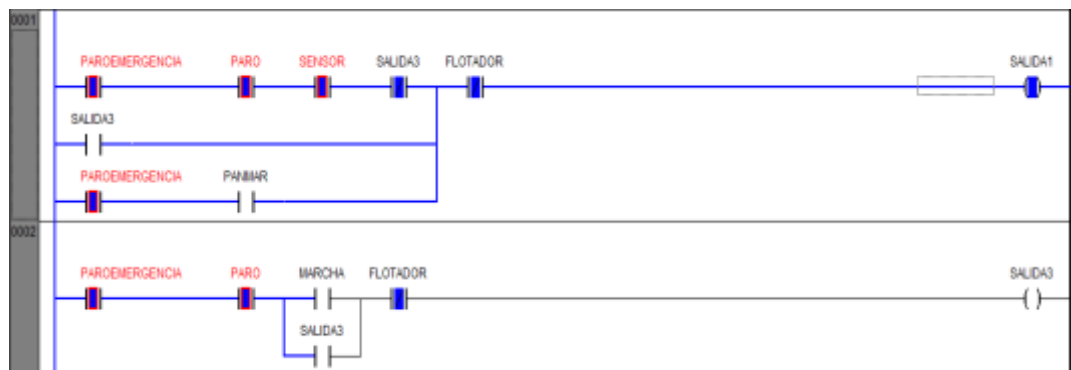 0001
PAROEMERGENCIA PARO SENSOR SALIDA3 FLOTADOR SALIDA1
SALIDA3
PAROEMERGENCIA PANMAR
0002
PAROEMERGENCIA PARO MARCHA FLOTADOR SALIDA3
SALIDA3